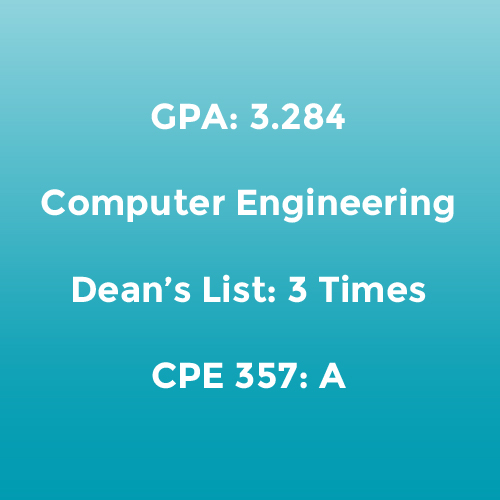 GPA: 3.284
Computer Engineering
Dean’s List: 3 Times
CPE 357: A